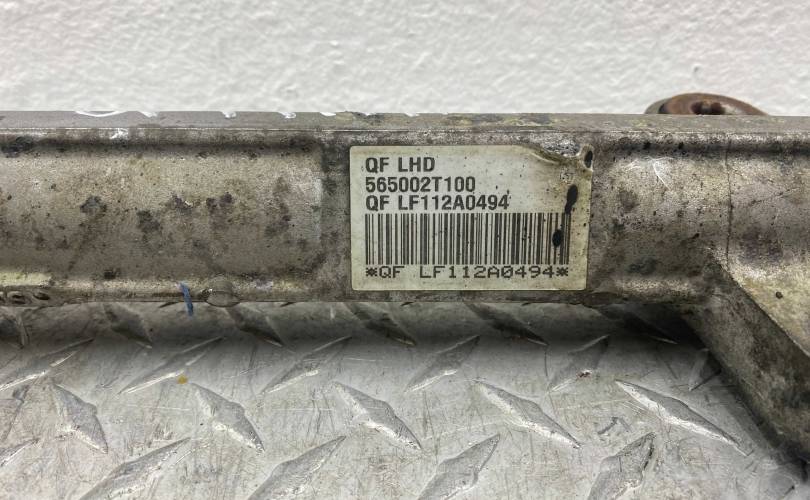 QF LHD
565002T100
QF LF112A0494
*QF LF112A0494*